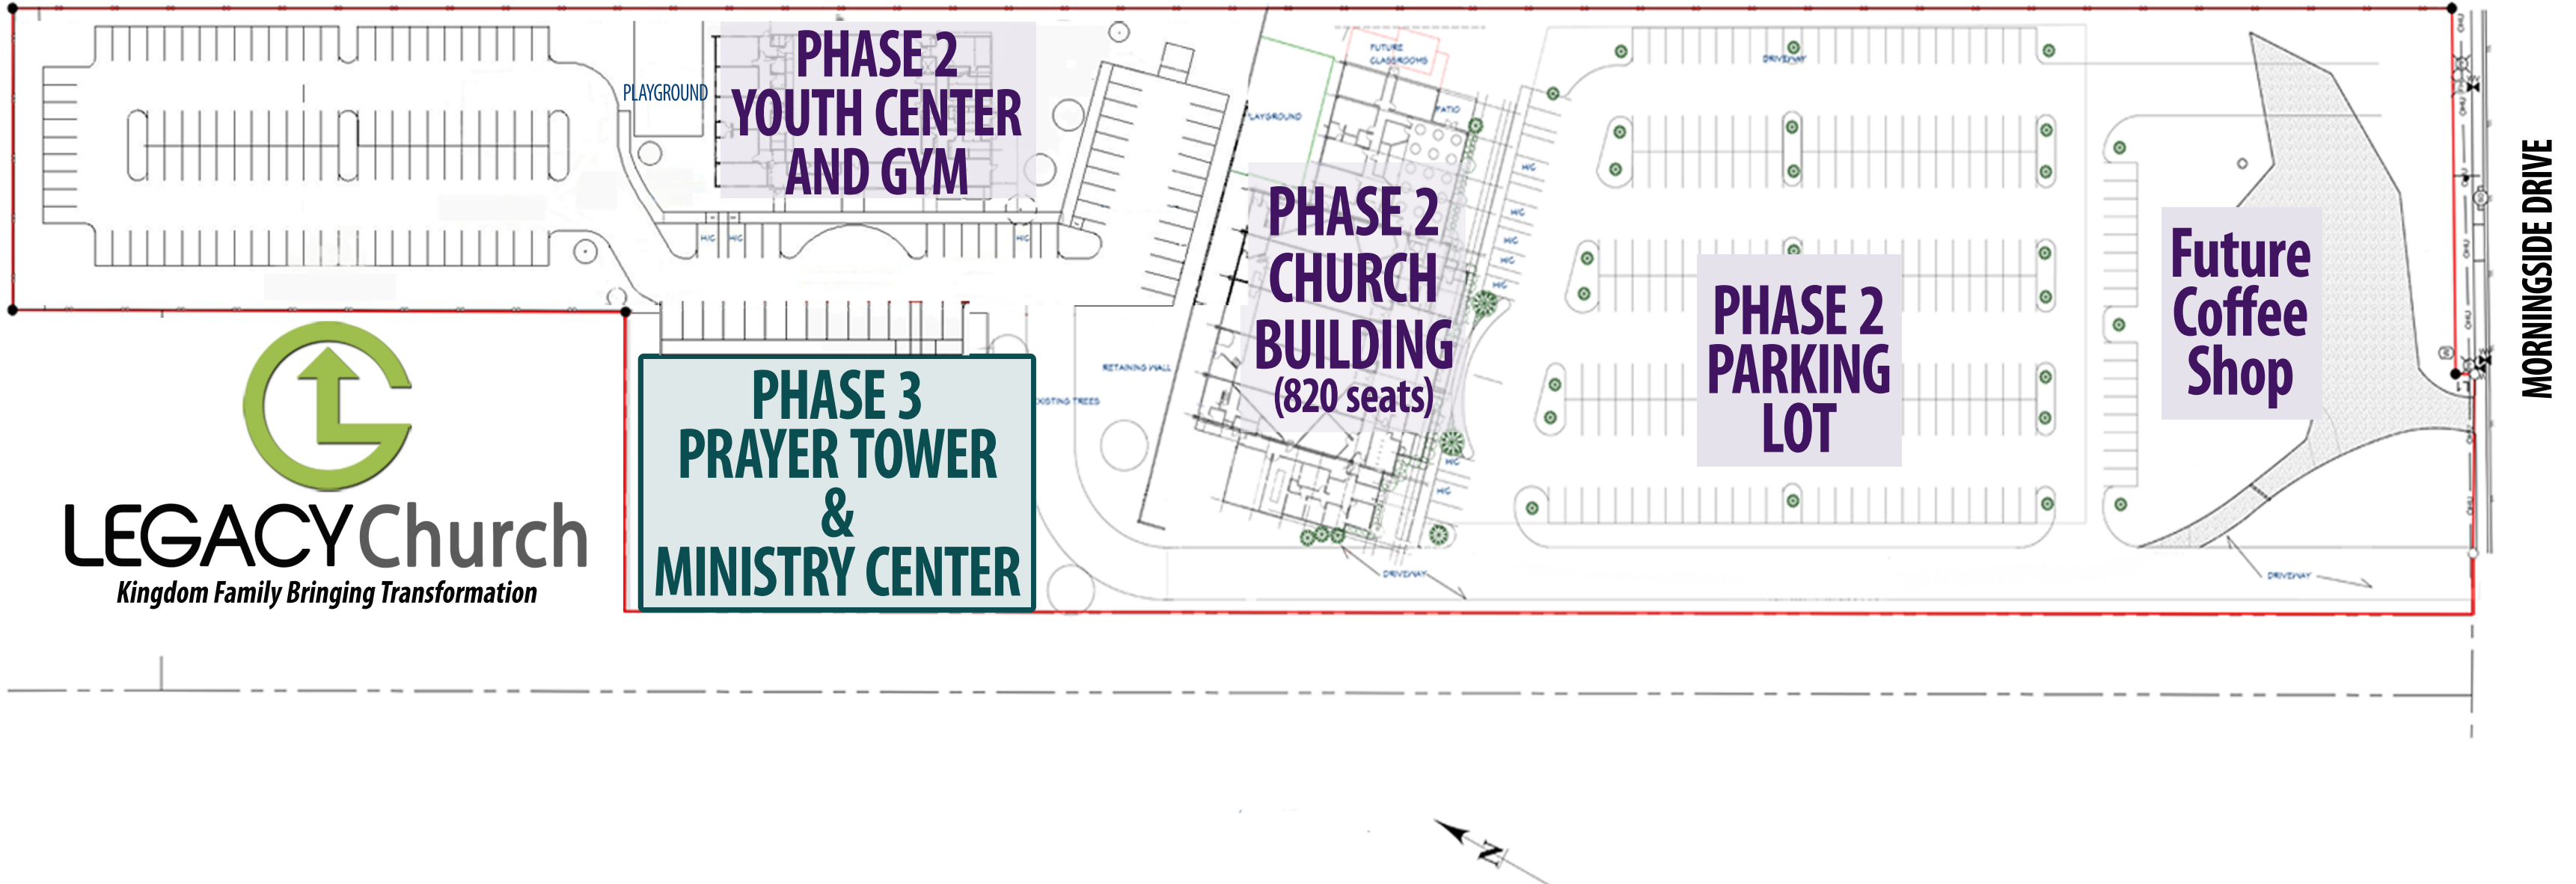 PHASE 2
YOUTH CENTER
AND GYM
PLAYGROUND
H/C
H/C
H/C
FUTURE
CLASSROOMS
PATIO
PLAYGROUND
DRIVEWAY
H/C
H/C
H/C
H/C
H/C
PHASE 2
CHURCH
BUILDING
(820 seats)
PHASE 2
PARKING
LOT
Future
Coffee
Shop
MORNINGSIDE DRIVE
RETAINING WALL
EXISTING TREES
H/C
H/C
DRIVEWAY
DRIVEWAY
PHASE 3
PRAYER TOWER
&
MINISTRY CENTER
LEGACY Church
Kingdom Family Bringing Transformation
N